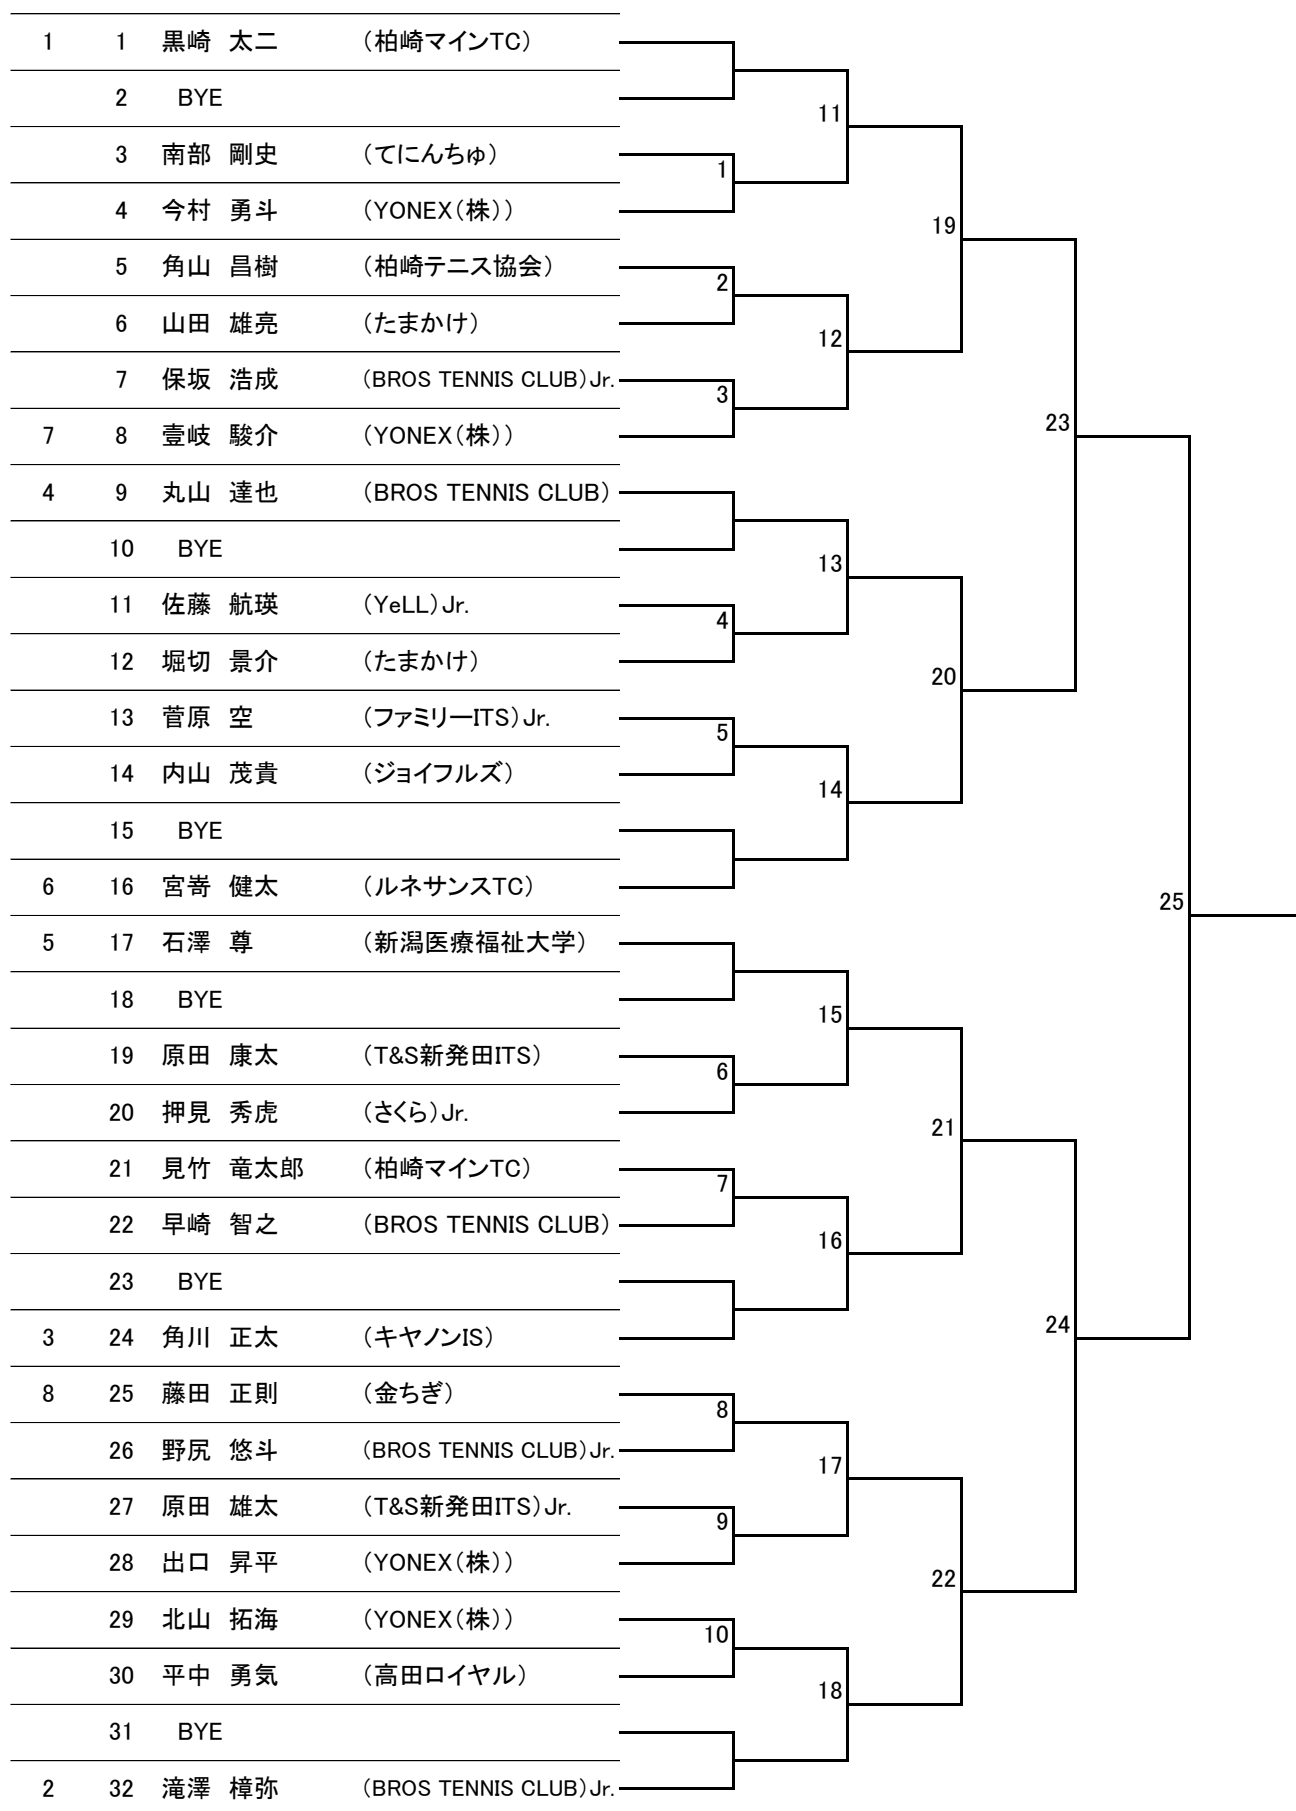 1 1 黒崎 太二 (柏崎マインTC)
2 BYE
11
3 南部 剛史 (てにんちゅ)
1
4 今村 勇斗 (YONEX(株))
19
5 角山 昌樹 (柏崎テニス協会)
2
6 山田 雄亮 (たまかけ)
12
7 保坂 浩成 (BROS TENNIS CLUB)Jr.
3
23
7 8 壹岐 駿介 (YONEX(株))
4 9 丸山 達也 (BROS TENNIS CLUB)
10 BYE
13
11 佐藤 航瑛 (YeLL)Jr.
4
12 堀切 景介 (たまかけ)
20
13 菅原 空 (ファミリーITS)Jr.
5
14 内山 茂貴 (ジョイフルズ)
14
15 BYE
6 16 宮嵜 健太 (ルネサンスTC)
25
5 17 石澤 尊 (新潟医療福祉大学)
18 BYE
15
19 原田 康太 (T&S新発田ITS)
6
20 押見 秀虎 (さくら)Jr.
21
21 見竹 竜太郎 (柏崎マインTC)
7
22 早崎 智之 (BROS TENNIS CLUB)
16
23 BYE
24
3 24 角川 正太 (キヤノンIS)
8 25 藤田 正則 (金ちぎ)
8
26 野尻 悠斗 (BROS TENNIS CLUB)Jr.
17
27 原田 雄太 (T&S新発田ITS)Jr.
9
28 出口 昇平 (YONEX(株))
22
29 北山 拓海 (YONEX(株))
10
30 平中 勇気 (高田ロイヤル)
18
31 BYE
2 32 滝澤 樟弥 (BROS TENNIS CLUB)Jr.